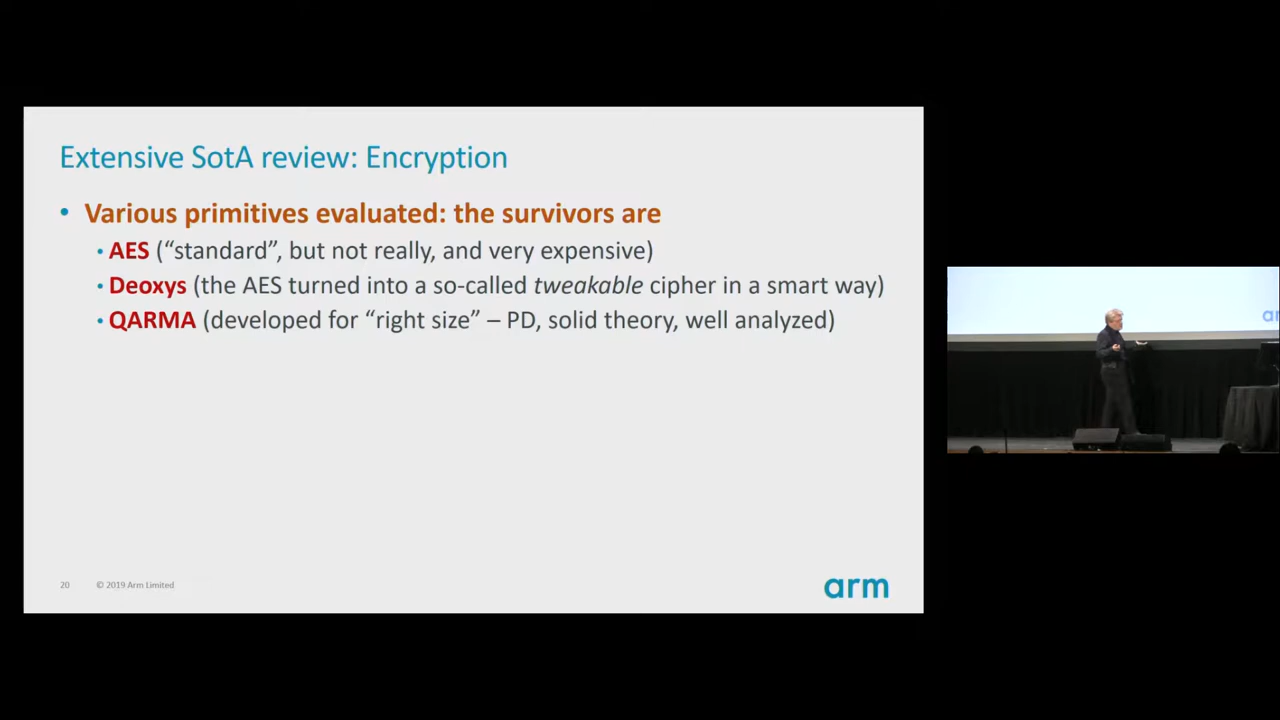 Extensive SotA review: Encryption
• Various primitives evaluated: the survivors are
• AES (“standard”, but not really, and very expensive)
• Deoxys (the AES turned into a so-called tweakable cipher in a smart way)
• QARMA (developed for “right size” – PD, solid theory, well analyzed)
20 © 2019 Arm Limited
arm